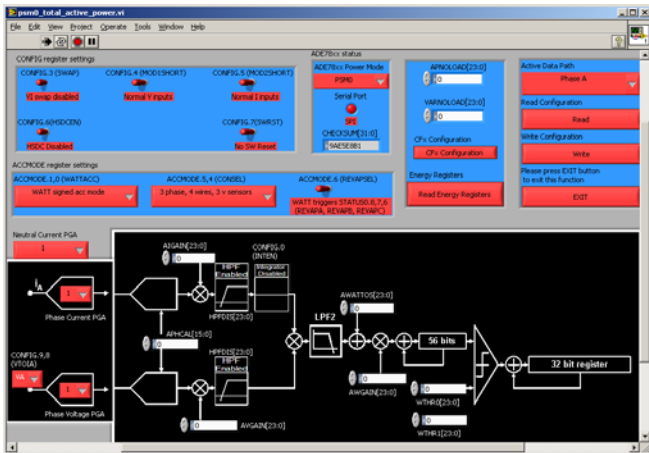 psm0_total_active_power.vi
File Edit View Project Operate Tools Window Help
CONFIG register settings
CONFIG.3 (SWAP)
VI swap disabled
CONFIG.4 (MOD1SHORT)
Normal V inputs
CONFIG.5 (MOD2SHORT)
Normal I inputs
CONFIG.6(HSDCEN)
HSDC Disabled
CONFIG.7(SWRST)
No SW Reset
ADE78xx status
ADE78xx Power Mode
PSM0
Serial Port
SPI
CHECKSUM[31:0]
9AE5E8B1
APNOLOAD[23:0]
0
VARNOLOAD[23:0]
0
CFx Configuration
CFx Configuration
Energy Registers
Read Energy Registers
Active Data Path
Phase A
Read Configuration
Read
Write Configuration
Write
Please press EXIT button
to exit this function
EXIT
ACCMODE register settings
ACCMODE.1,0 (WATTACC)
WATT signed acc mode
ACCMODE.5,4 (CONSEL)
3 phase, 4 wires, 3 v sensors
ACCMODE.6 (REVAPSEL)
WATT triggers STATUS0.8,7,6
(REVAPA, REVAPB, REVAPC)
Neutral Current PGA
1
iA
1
Phase Current PGA
CONFIG.9,8
(VTOIA)
VA
1
Phase Voltage PGA
AIGAIN[23:0]
0
HPF
Enabled
HPFDIS[23:0]
CONFIG.0
(INTEN)
Integrator
Disabled
APHCAL[15:0]
0
HPFDIS[23:0]
HPF
Enabled
0
AVGAIN[23:0]
LPF2
AWATTOS[23:0]
0
0
AWGAIN[23:0]
56 bits
0
WTHR0[23:0]
0
WTHR1[23:0]
32 bit register